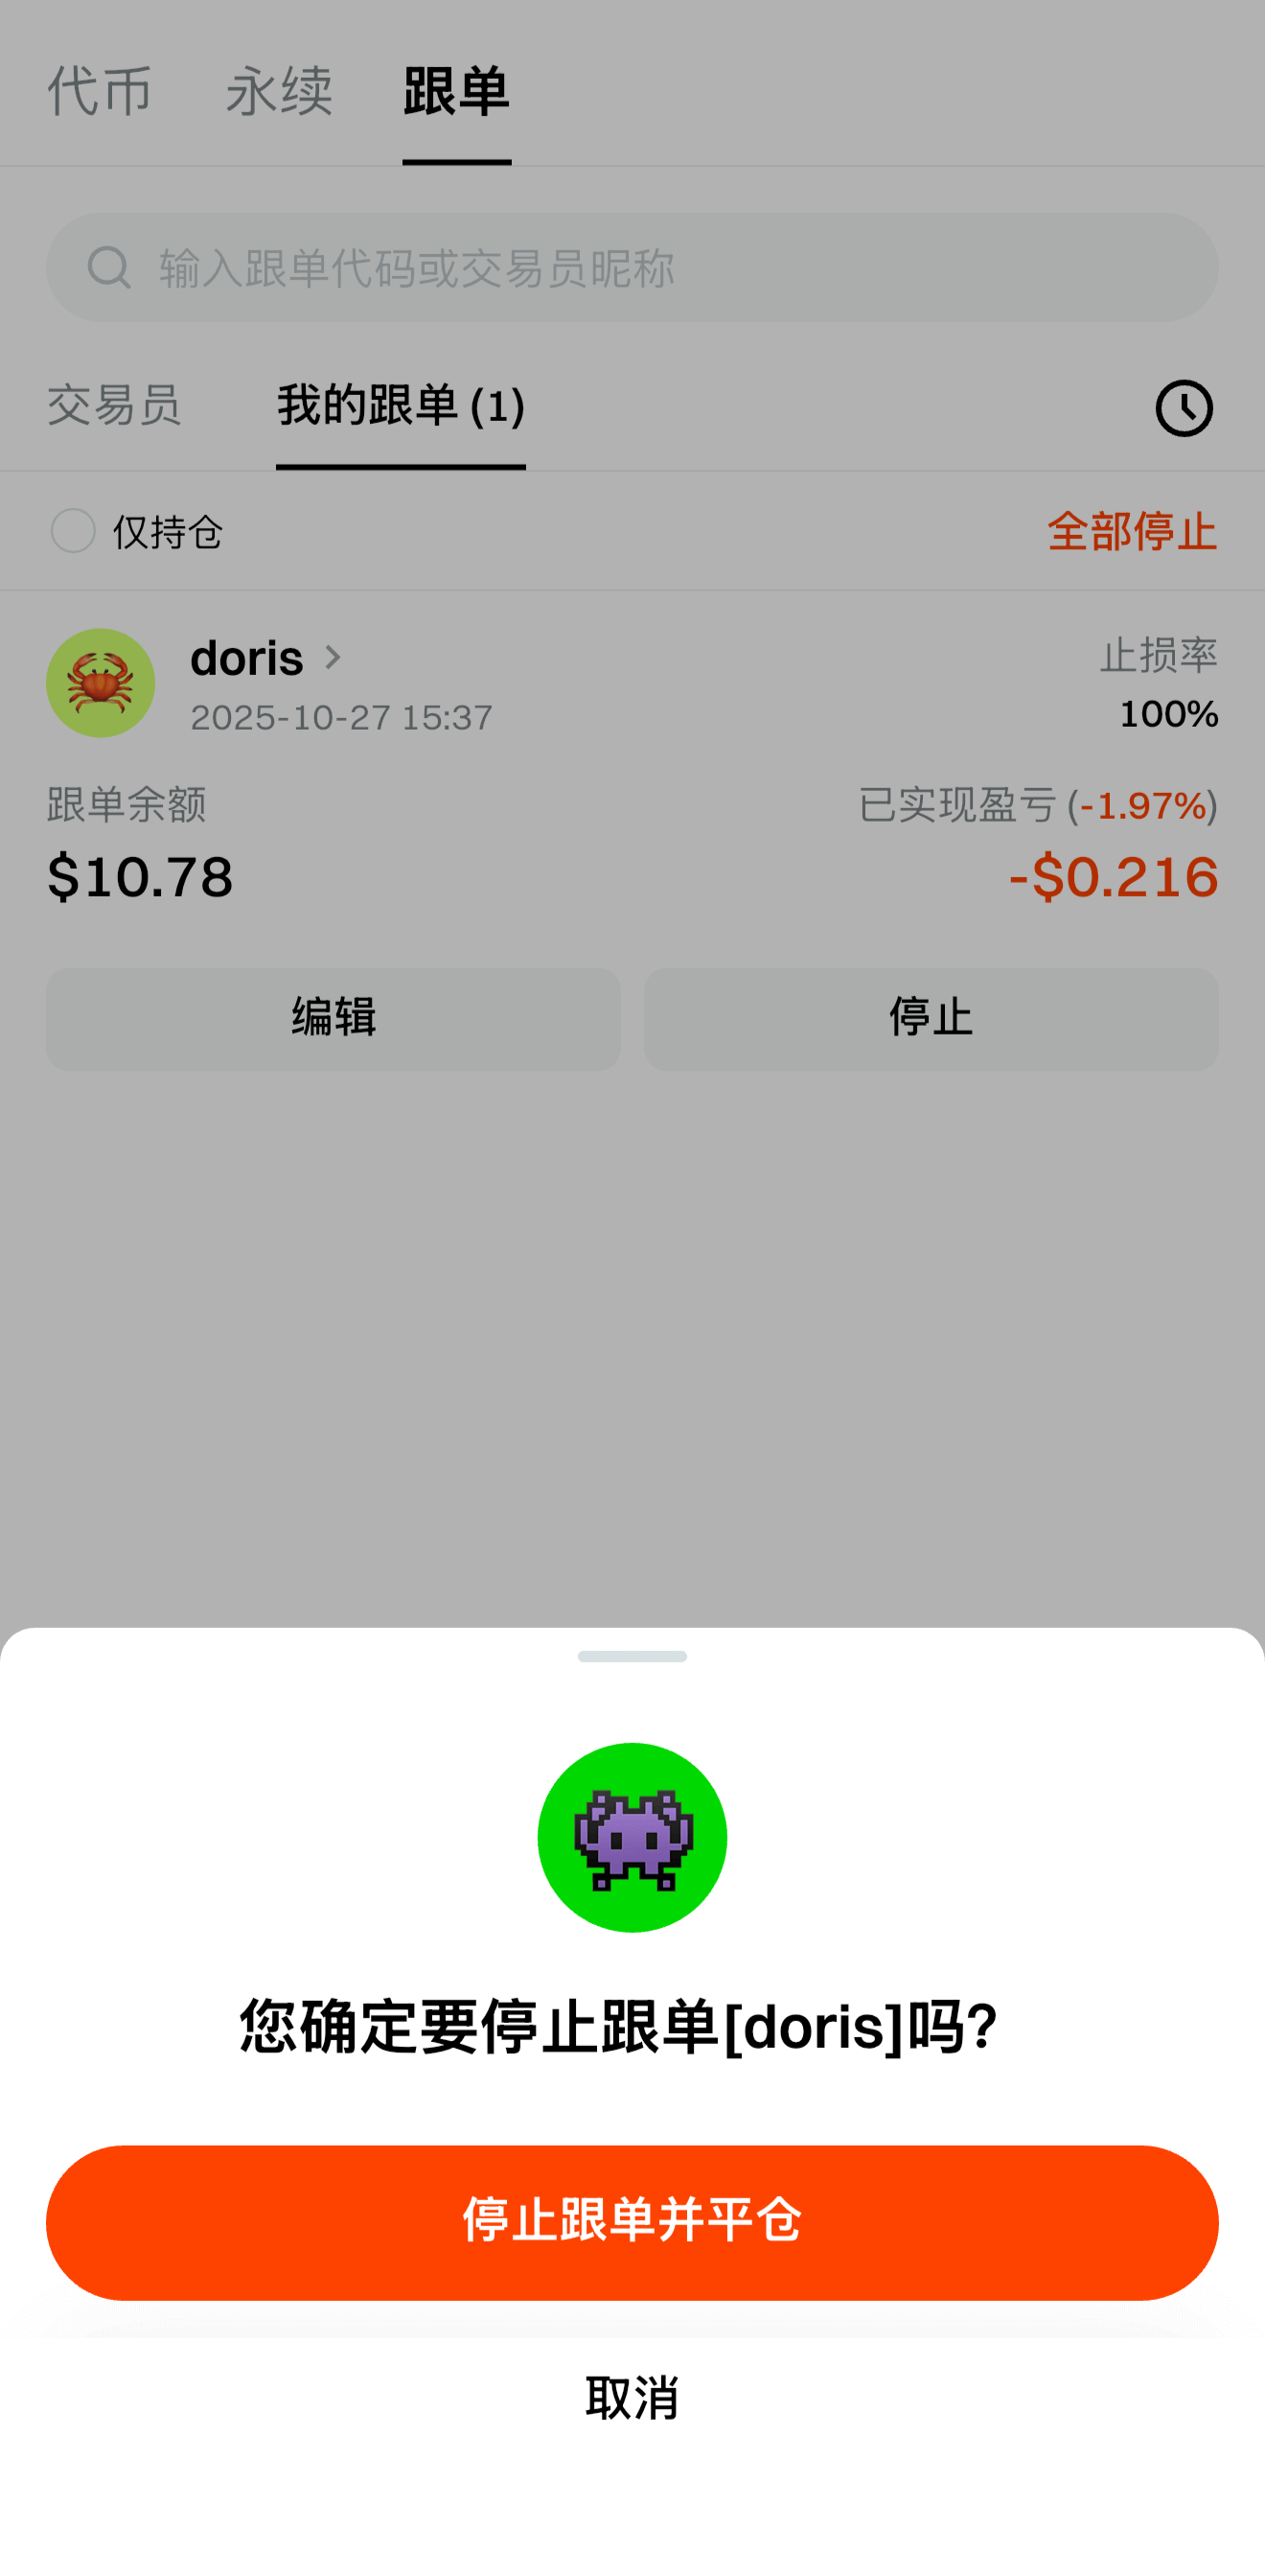 代币 永续 跟单
输入跟单代码或交易员昵称
交易员 我的跟单 (1)
仅持仓 全部停止
doris 止损率
2025-10-27 15:37 100%
跟单余额 已实现盈亏 (-1.97%)
$10.78 -$0.216
编辑 停止
您确定要停止跟单[doris]吗?
停止跟单并平仓
取消